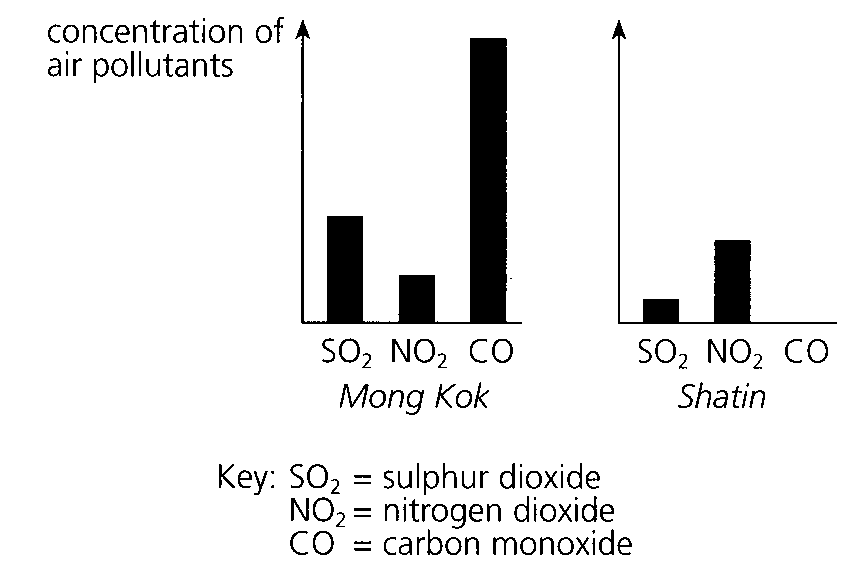 concentration of
air pollutants
SO₂ NO₂ CO
Mong Kok
SO₂ NO₂ CO
Shatin
Key: SO₂ = sulphur dioxide
NO₂ = nitrogen dioxide
CO = carbon monoxide